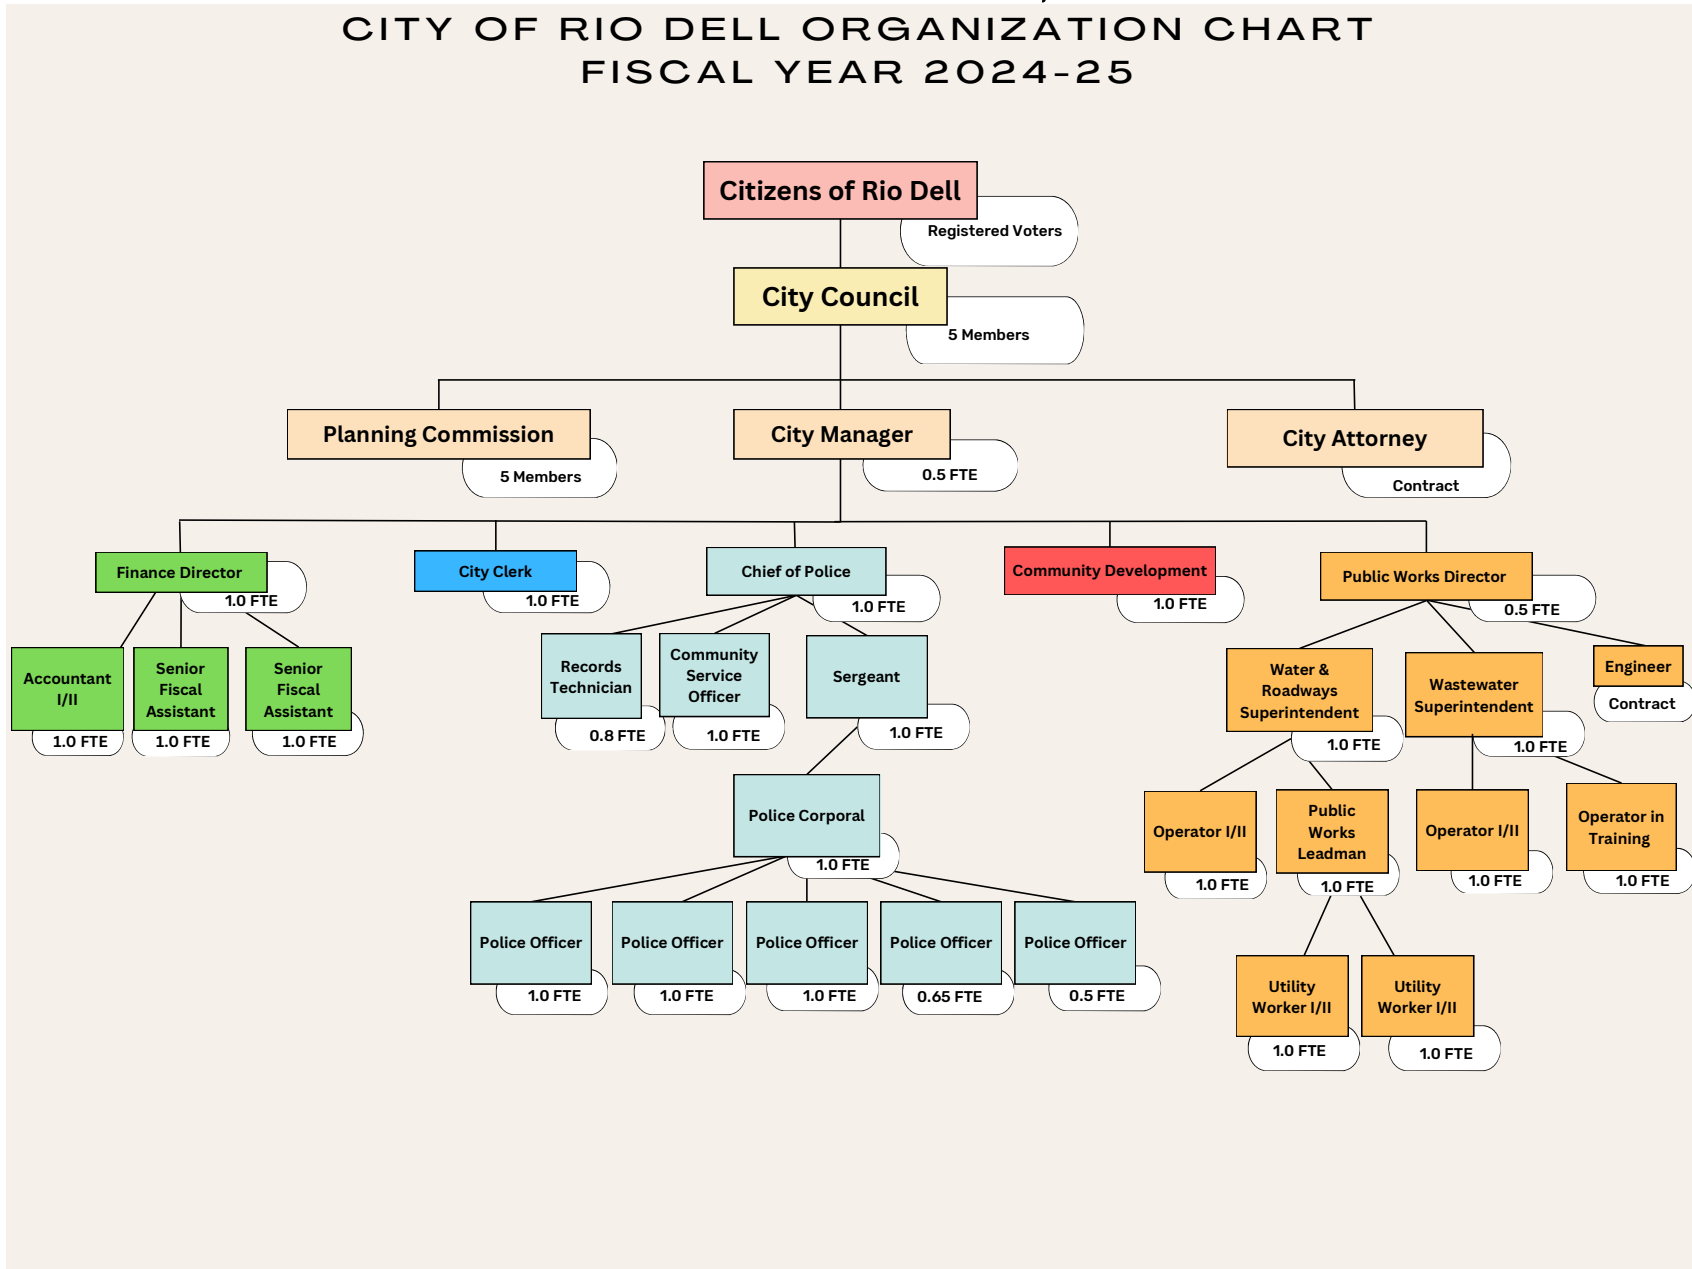 CITY OF RIO DELL ORGANIZATION CHART
FISCAL YEAR 2024-25
Citizens of Rio Dell
Registered Voters
City Council
5 Members
Planning Commission
5 Members
City Manager
0.5 FTE
City Attorney
Contract
Finance Director
1.0 FTE
City Clerk
1.0 FTE
Chief of Police
1.0 FTE
Community Development
1.0 FTE
Public Works Director
0.5 FTE
Accountant
I/II
1.0 FTE
Senior
Fiscal
Assistant
1.0 FTE
Senior
Fiscal
Assistant
1.0 FTE
Records
Technician
0.8 FTE
Community
Service
Officer
1.0 FTE
Sergeant
1.0 FTE
Water &
Roadways
Superintendent
1.0 FTE
Wastewater
Superintendent
1.0 FTE
Engineer
Contract
Police Corporal
1.0 FTE
Operator I/II
1.0 FTE
Public
Works
Leadman
1.0 FTE
Operator I/II
1.0 FTE
Operator in
Training
1.0 FTE
Police Officer
1.0 FTE
Police Officer
1.0 FTE
Police Officer
1.0 FTE
Police Officer
0.65 FTE
Police Officer
0.5 FTE
Utility
Worker I/II
1.0 FTE
Utility
Worker I/II
1.0 FTE